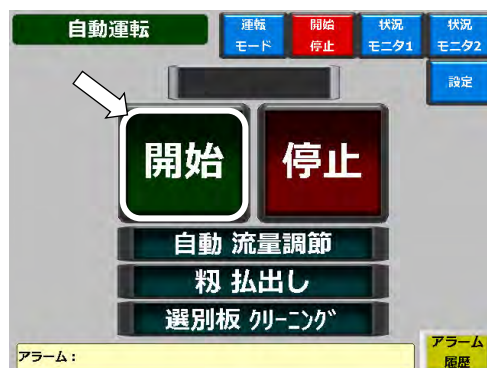 自動運転
運転
モード
開始
停止
状況
モニタ1
状況
モニタ2
設定
開始
停止
自動 流量調節
籾 払出し
選別板 クリーニング
アラーム：
アラーム
履歴